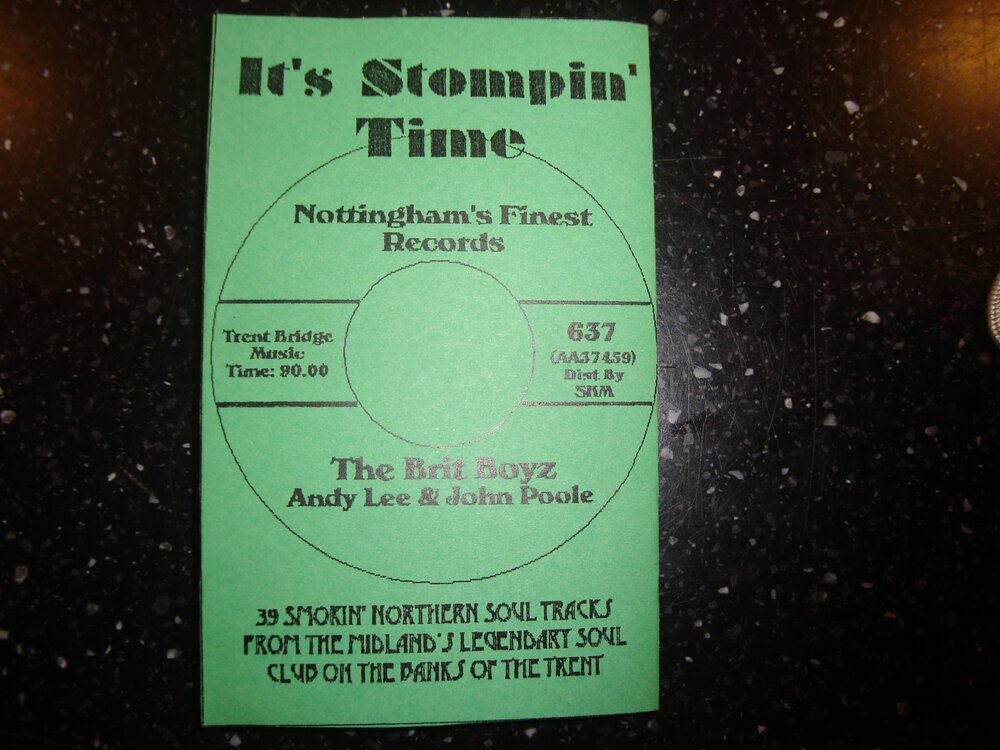 It's Stompin'
Time
Nottingham's Finest
Records
Trent Bridge
Music
Time: 90.00
637
(AA37459)
Dist By
SKM
The Brit Boyz
Andy Lee & John Poole
39 SMOKIN' NORTHERN SOUL TRACKS
FROM THE MIDLAND'S LEGENDARY SOUL
CLUB ON THE BANKS OF THE TRENT